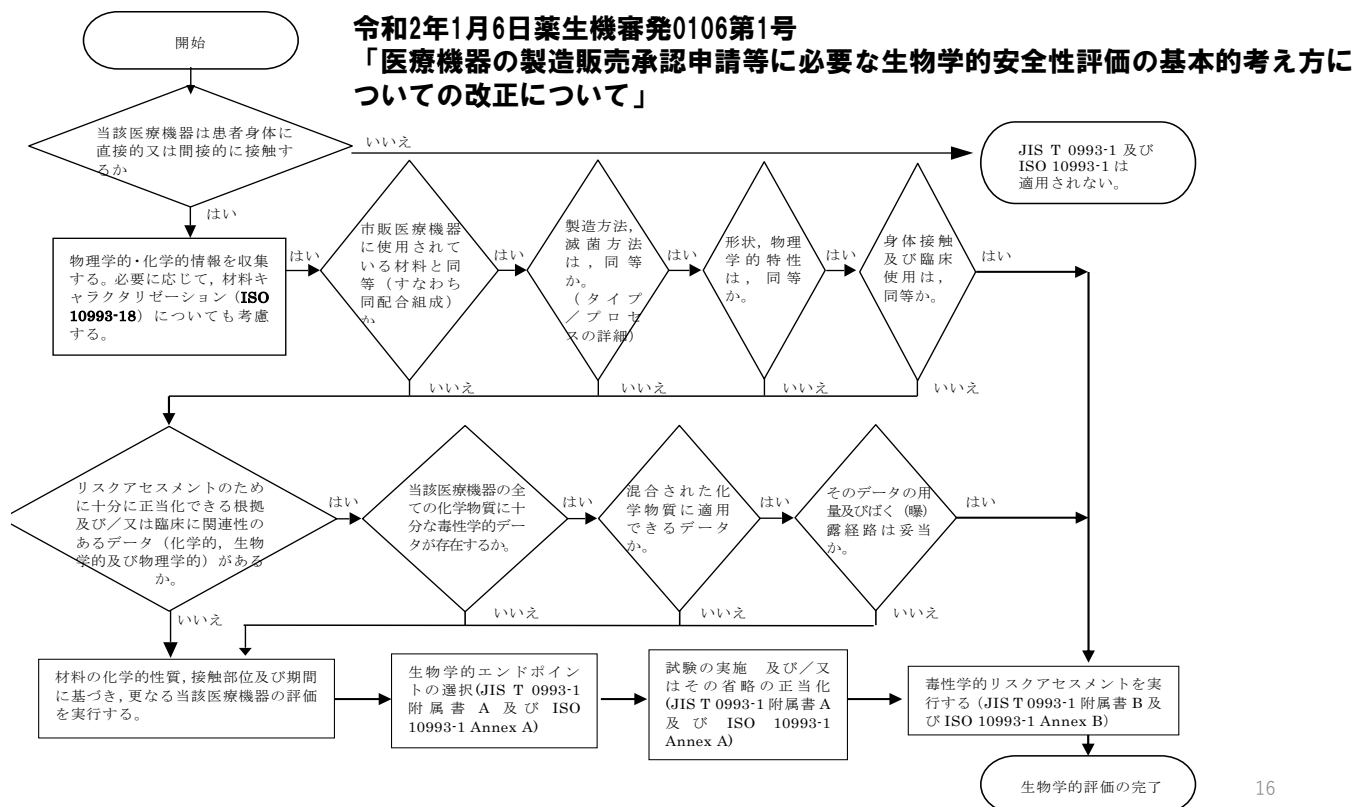 令和2年1月6日薬生機審発0106第1号
「医療機器の製造販売承認申請等に必要な生物学的安全性評価の基本的考え方に
ついての改正について」
開始
当該医療機器は患者身体に
直接的又は間接的に接触す
るか
いいえ
JIS T 0993-1 及び
ISO 10993-1 は
適用されない。
はい
物理学的・化学的情報を収集
する。必要に応じて，材料キ
ャラクタリゼーション（ISO
10993-18）についても考慮
する。
はい
市販医療機器
に使用されて
いる材料と同
等（すなわち
同配合組成）
か
はい
製造方法，
滅菌方法
は，同等
か。
（タイプ
／プロセ
スの詳細）
はい
形状，物理
学的特性
は，同等
か。
はい
身体接触
及び臨床
使用は，
同等か。
はい
いいえ
いいえ
いいえ
いいえ
リスクアセスメントのため
に十分に正当化できる根拠
及び／又は臨床に関連性の
あるデータ（化学的，生物
学的及び物理学的）がある
か。
はい
当該医療機器の全
ての化学物質に十
分な毒性学的デー
タが存在するか。
はい
混合された化
学物質に適用
できるデータ
か。
はい
そのデータの用
量及びばく（曝）
露経路は妥当
か。
はい
いいえ
いいえ
いいえ
いいえ
材料の化学的性質，接触部位及び期間
に基づき，更なる当該医療機器の評価
を実行する。
生物学的エンドポイン
トの選択(JIS T 0993-1
附属書 A 及び ISO
10993-1 Annex A)
試験の実施 及び／又
はその省略の正当化
(JIS T 0993-1 附属書 A
及び ISO 10993-1
Annex A)
毒性学的リスクアセスメントを実
行する（JIS T 0993-1 附属書 B 及
び ISO 10993-1 Annex B）
生物学的評価の完了
16